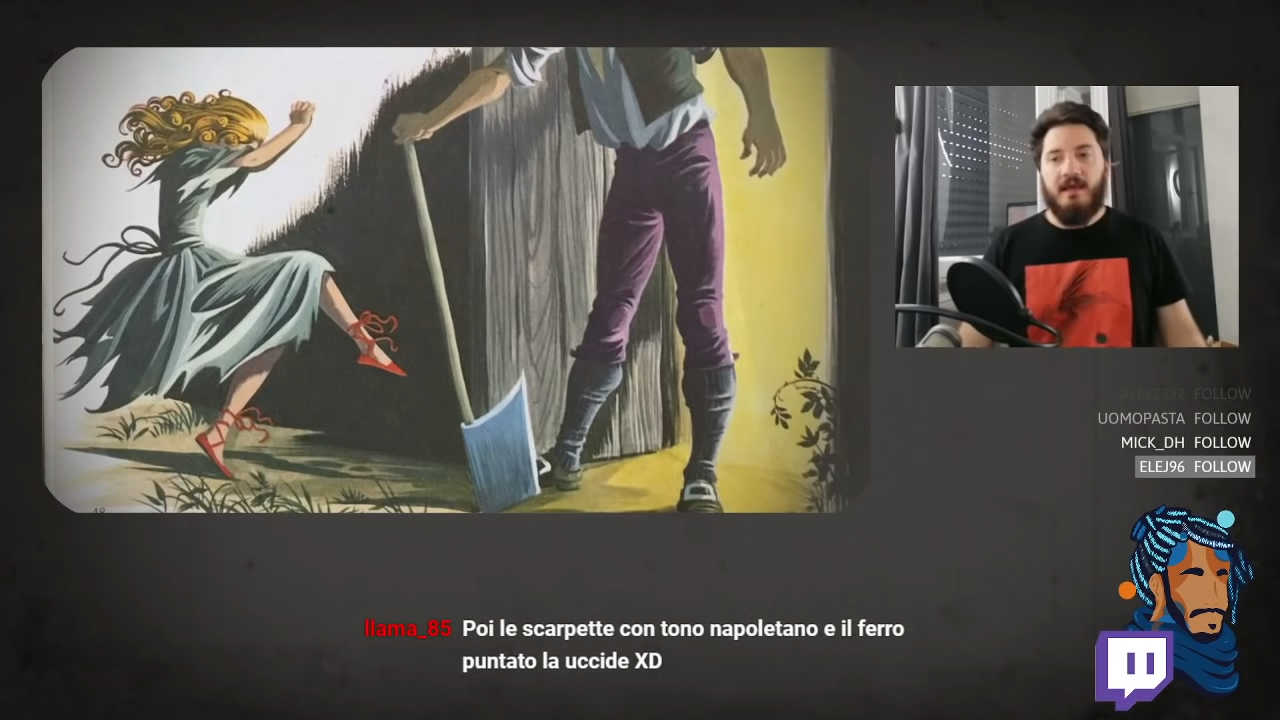 UOMOPASTA FOLLOW
MICK_DH FOLLOW
ELEJ96 FOLLOW
llama_85 Poi le scarpette con tono napoletano e il ferro
puntato la uccide XD